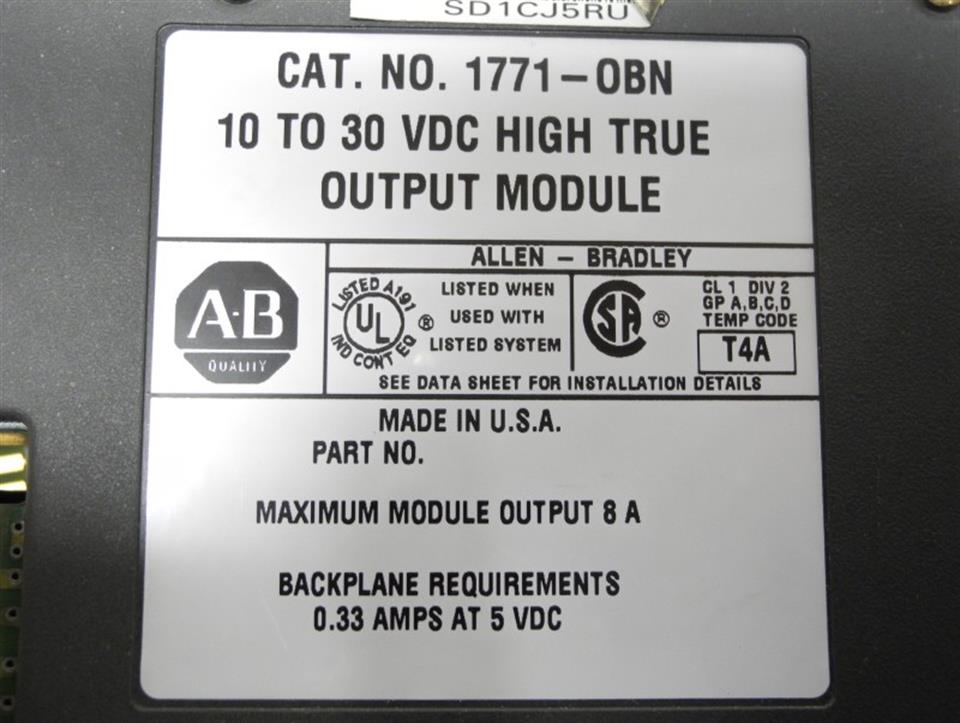 SD1CJ5RU
CAT. NO. 1771-OBN
10 TO 30 VDC HIGH TRUE
OUTPUT MODULE
ALLEN - BRADLEY
A·B
QUALITY
LISTED A191
UL
IND CONT EQ
®
LISTED WHEN
USED WITH
LISTED SYSTEM
SA
®
CL 1 DIV 2
GP A,B,C,D
TEMP CODE
T4A
SEE DATA SHEET FOR INSTALLATION DETAILS
MADE IN U.S.A.
PART NO.
MAXIMUM MODULE OUTPUT 8 A
BACKPLANE REQUIREMENTS
0.33 AMPS AT 5 VDC